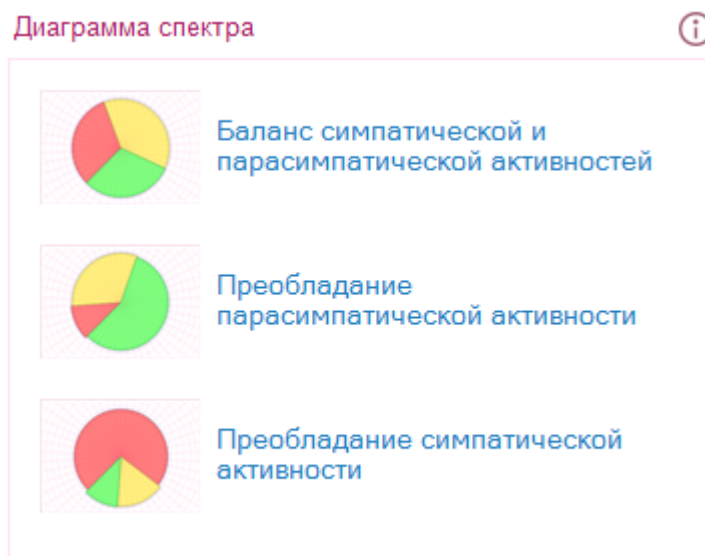 Диаграмма спектра
Баланс симпатической и
парасимпатической активностей
Преобладание
парасимпатической активности
Преобладание симпатической
активности